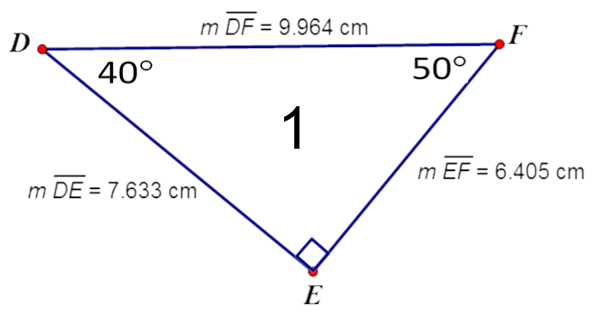 m DF = 9.964 cm
D
F
40°
50°
1
m DE = 7.633 cm
m EF = 6.405 cm
E